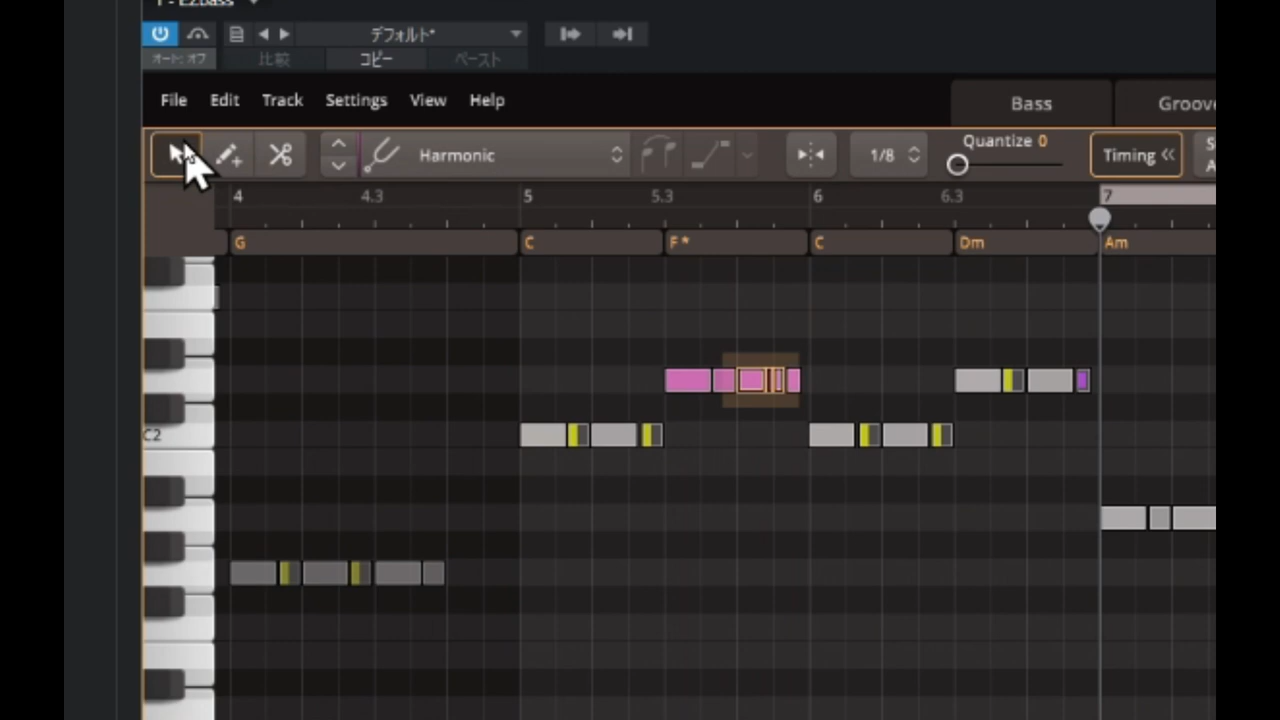 1 - EZbass
デフォルト*
オート: オフ 比較 コピー ペースト
File Edit Track Settings View Help Bass Groove
Harmonic 1/8 Quantize 0 Timing
4 4.3 5 5.3 6 6.3 7
G C F* C Dm Am
C2